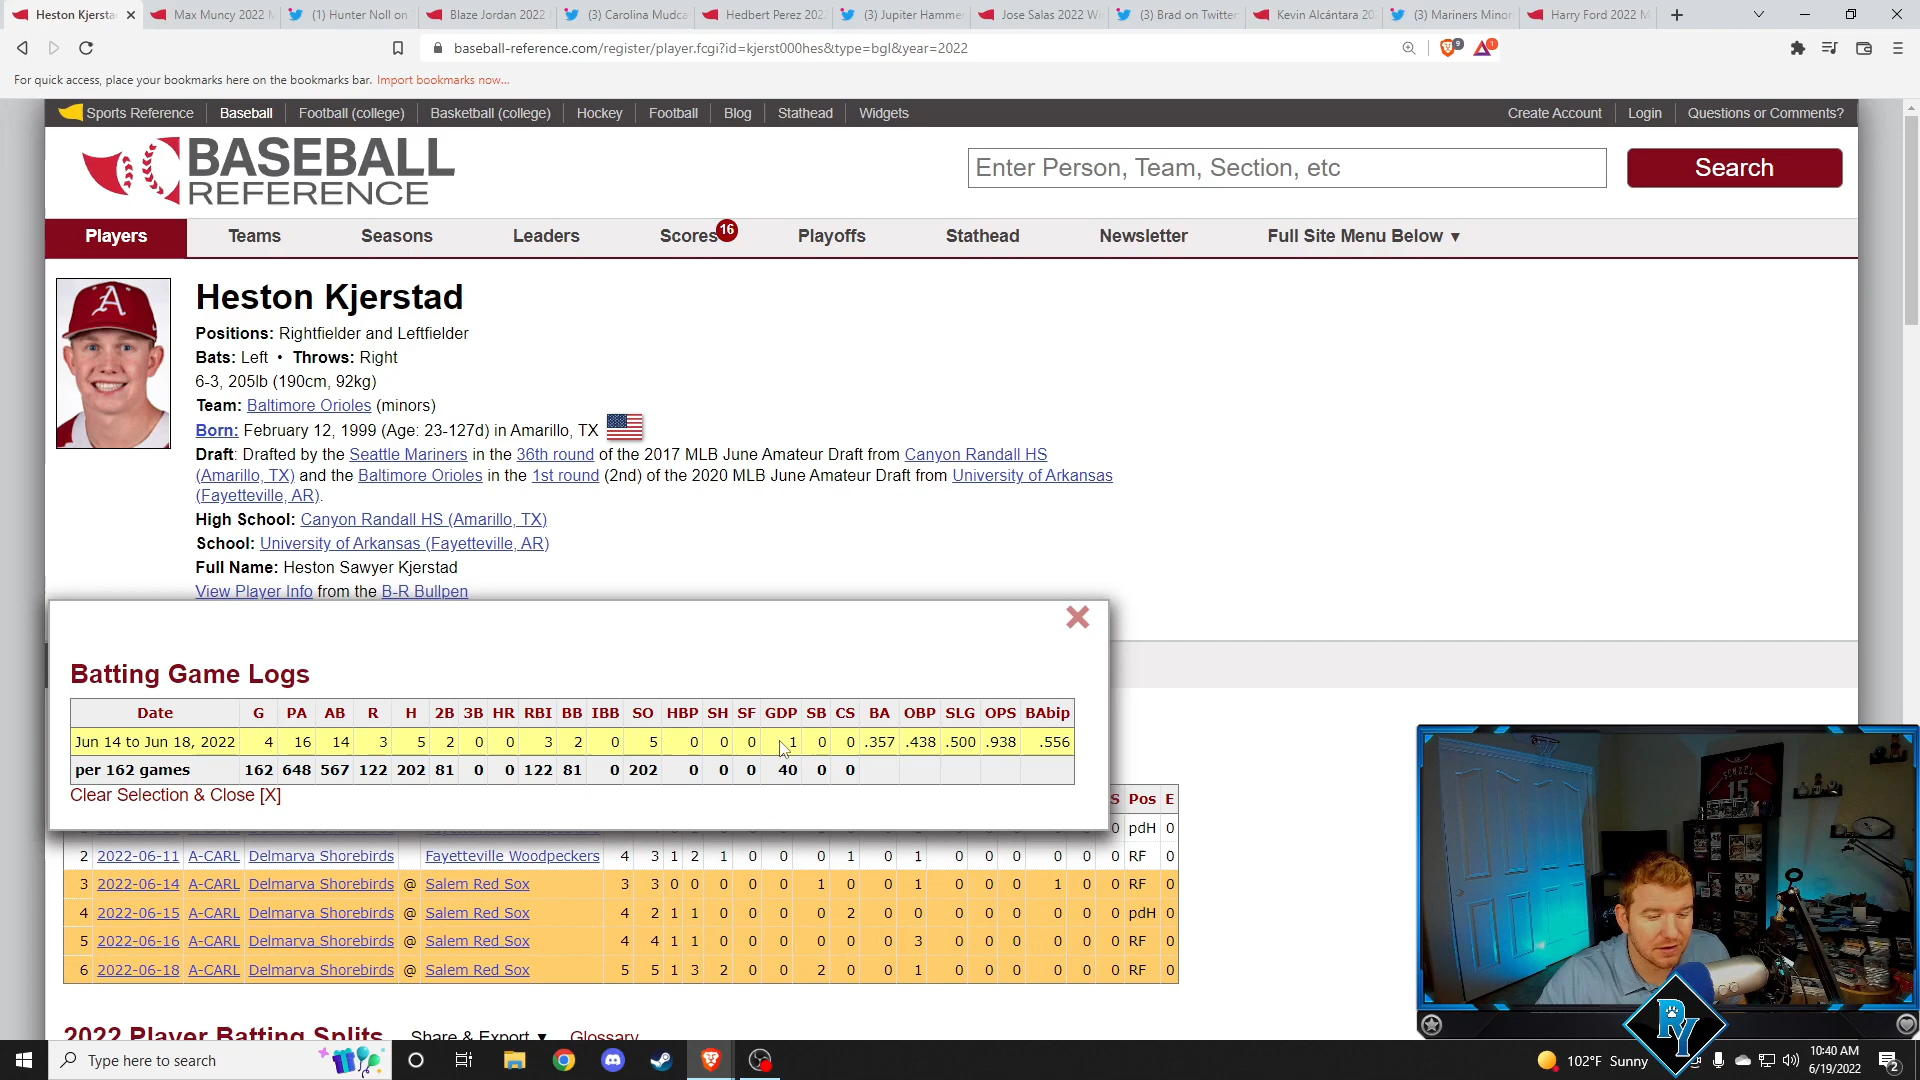 Heston Kjersta
Max Muncy 2022 M
(1) Hunter Noll on
Blaze Jordan 2022
(3) Carolina Mudca
Hedbert Perez 202
(3) Jupiter Hamme
Jose Salas 2022 Wi
(3) Brad on Twitter
Kevin Alcántara 20
(3) Mariners Minor
Harry Ford 2022 M
baseball-reference.com/register/player.fcgi?id=kjerst000hes&type=bgl&year=2022
9
1
For quick access, place your bookmarks here on the bookmarks bar. Import bookmarks now...
Sports Reference Baseball Football (college) Basketball (college) Hockey Football Blog Stathead Widgets Create Account Login Questions or Comments?
BASEBALL
REFERENCE
Enter Person, Team, Section, etc
Search
Players Teams Seasons Leaders Scores 16 Playoffs Stathead Newsletter Full Site Menu Below ▼
Heston Kjerstad
Positions: Rightfielder and Leftfielder
Bats: Left • Throws: Right
6-3, 205lb (190cm, 92kg)
Team: Baltimore Orioles (minors)
Born: February 12, 1999 (Age: 23-127d) in Amarillo, TX
Draft: Drafted by the Seattle Mariners in the 36th round of the 2017 MLB June Amateur Draft from Canyon Randall HS
(Amarillo, TX) and the Baltimore Orioles in the 1st round (2nd) of the 2020 MLB June Amateur Draft from University of Arkansas
(Fayetteville, AR).
High School: Canyon Randall HS (Amarillo, TX)
School: University of Arkansas (Fayetteville, AR)
Full Name: Heston Sawyer Kjerstad
View Player Info from the B-R Bullpen
Batting Game Logs
Date G PA AB R H 2B 3B HR RBI BB IBB SO HBP SH SF GDP SB CS BA OBP SLG OPS BAbip
Jun 14 to Jun 18, 2022 4 16 14 3 5 2 0 0 3 2 0 5 0 0 0 1 0 0 .357 .438 .500 .938 .556
per 162 games 162 648 567 122 202 81 0 0 122 81 0 202 0 0 0 40 0 0
Clear Selection & Close [X]
S Pos E
0 pdH 0
2 2022-06-11 A-CARL Delmarva Shorebirds Fayetteville Woodpeckers 4 3 1 2 1 0 0 0 1 0 1 0 0 0 0 0 0 RF 0
3 2022-06-14 A-CARL Delmarva Shorebirds @ Salem Red Sox 3 3 0 0 0 0 0 1 0 0 1 0 0 0 1 0 0 RF 0
4 2022-06-15 A-CARL Delmarva Shorebirds @ Salem Red Sox 4 2 1 1 0 0 0 0 2 0 0 0 0 0 0 0 0 pdH 0
5 2022-06-16 A-CARL Delmarva Shorebirds @ Salem Red Sox 4 4 1 1 0 0 0 0 0 0 3 0 0 0 0 0 0 RF 0
6 2022-06-18 A-CARL Delmarva Shorebirds @ Salem Red Sox 5 5 1 3 2 0 0 2 0 0 1 0 0 0 0 0 0 RF 0
2022 Player Batting Splits Share & Export ▼ Glossary
SENZEL
15
RY
Type here to search
102°F Sunny
10:40 AM
6/19/2022
2